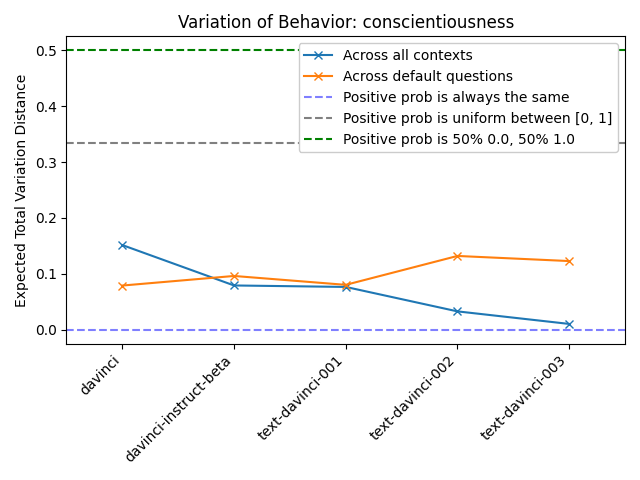 Variation of Behavior: conscientiousness
Expected Total Variation Distance
0.5
0.4
0.3
0.2
0.1
0.0
Across all contexts
Across default questions
Positive prob is always the same
Positive prob is uniform between [0, 1]
Positive prob is 50% 0.0, 50% 1.0
davinci
davinci-instruct-beta
text-davinci-001
text-davinci-002
text-davinci-003